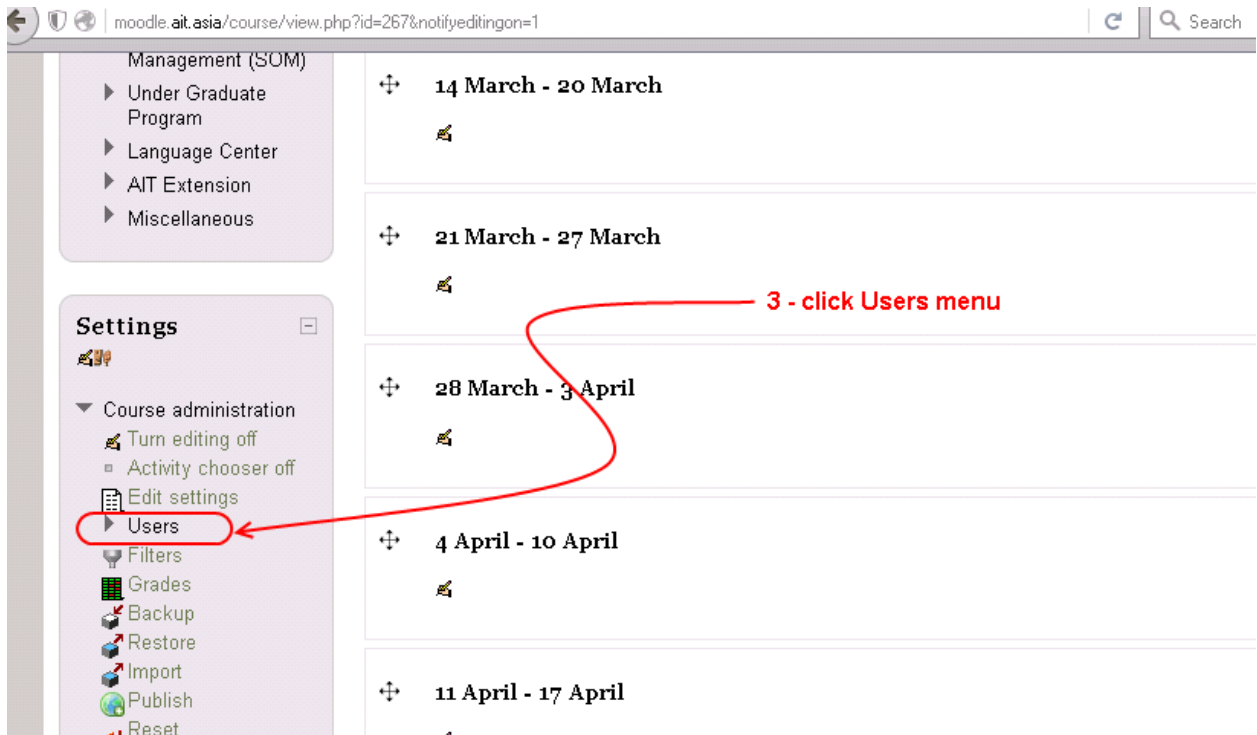 moodle.ait.asia/course/view.php?id=267&notifyeditingon=1
Search
Management (SOM)
Under Graduate
Program
Language Center
AIT Extension
Miscellaneous
Settings
Course administration
Turn editing off
Activity chooser off
Edit settings
Users
Filters
Grades
Backup
Restore
Import
Publish
Reset
14 March - 20 March
21 March - 27 March
3 - click Users menu
28 March - 3 April
4 April - 10 April
11 April - 17 April